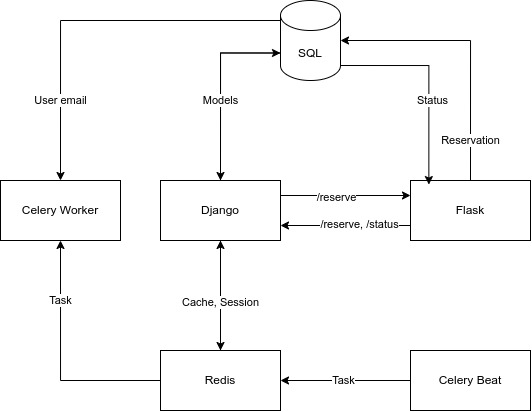 SQL
User email
Models
Status
Reservation
Celery Worker
Django
/reserve
Flask
/reserve, /status
Task
Cache, Session
Redis
Task
Celery Beat